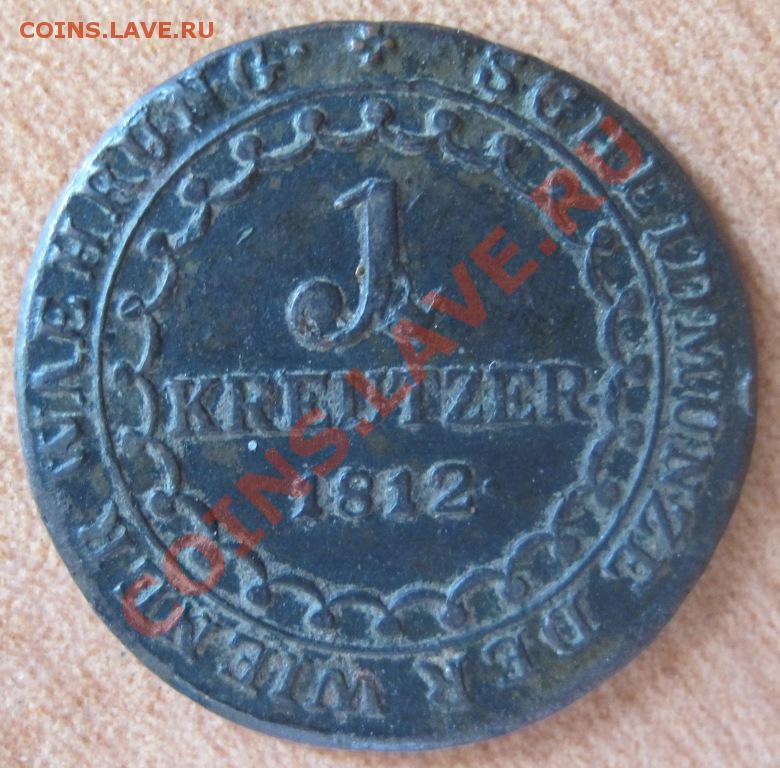 COINS.LAVE.RU
SCHEIDEMÜNZE DER WIENER WAEHRUNG·
1
KREUTZER·
1812·
COINS.LAVE.RU